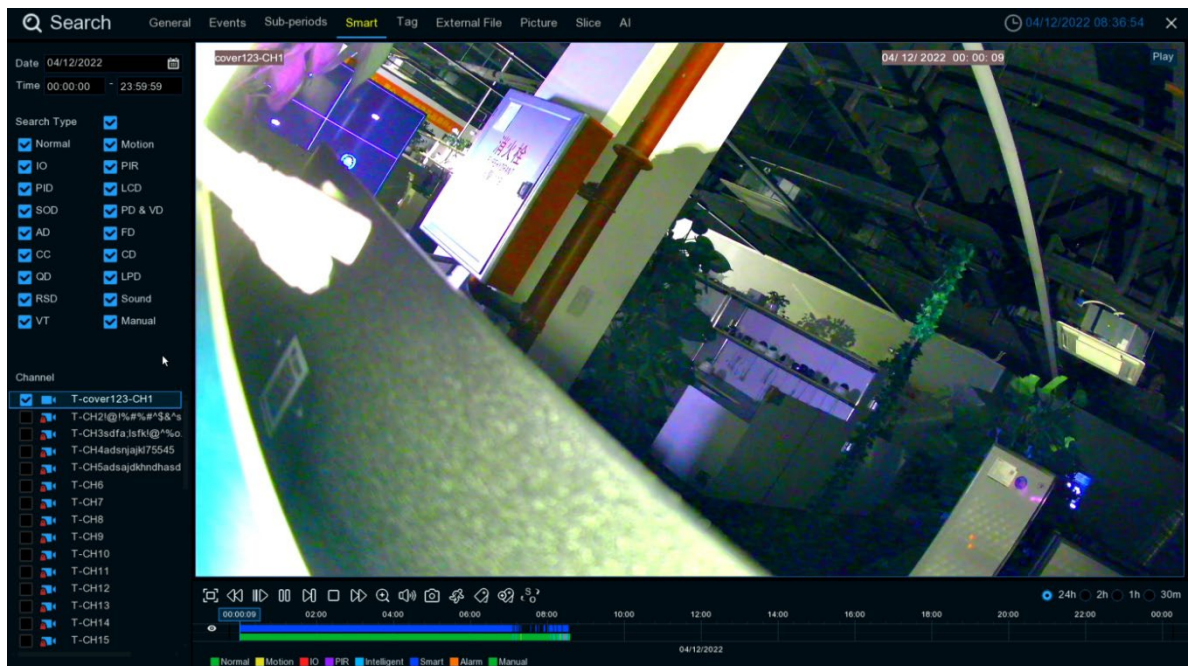 Search
General Events Sub-periods Smart Tag External File Picture Slice AI
04/12/2022 08:36:54
Date 04/12/2022
Time 00:00:00 - 23:59:59
Search Type
Normal Motion
IO PIR
PID LCD
SOD PD & VD
AD FD
CC CD
QD LPD
RSD Sound
VT Manual
Channel
T-cover123-CH1
T-CH2!@!%#%#^$&^s
T-CH3sdfa;lsfk!@^%o
T-CH4adsnjajkl75545
T-CH5adsajdkhndhasd
T-CH6
T-CH7
T-CH8
T-CH9
T-CH10
T-CH11
T-CH12
T-CH13
T-CH14
T-CH15
cover123-CH1
04/ 12/ 2022 00: 00: 09
Play
消火栓
24h 2h 1h 30m
00:00:09 02:00 04:00 06:00 08:00 10:00 12:00 14:00 16:00 18:00 20:00 22:00 00:00
04/12/2022
Normal Motion IO PIR Intelligent Smart Alarm Manual